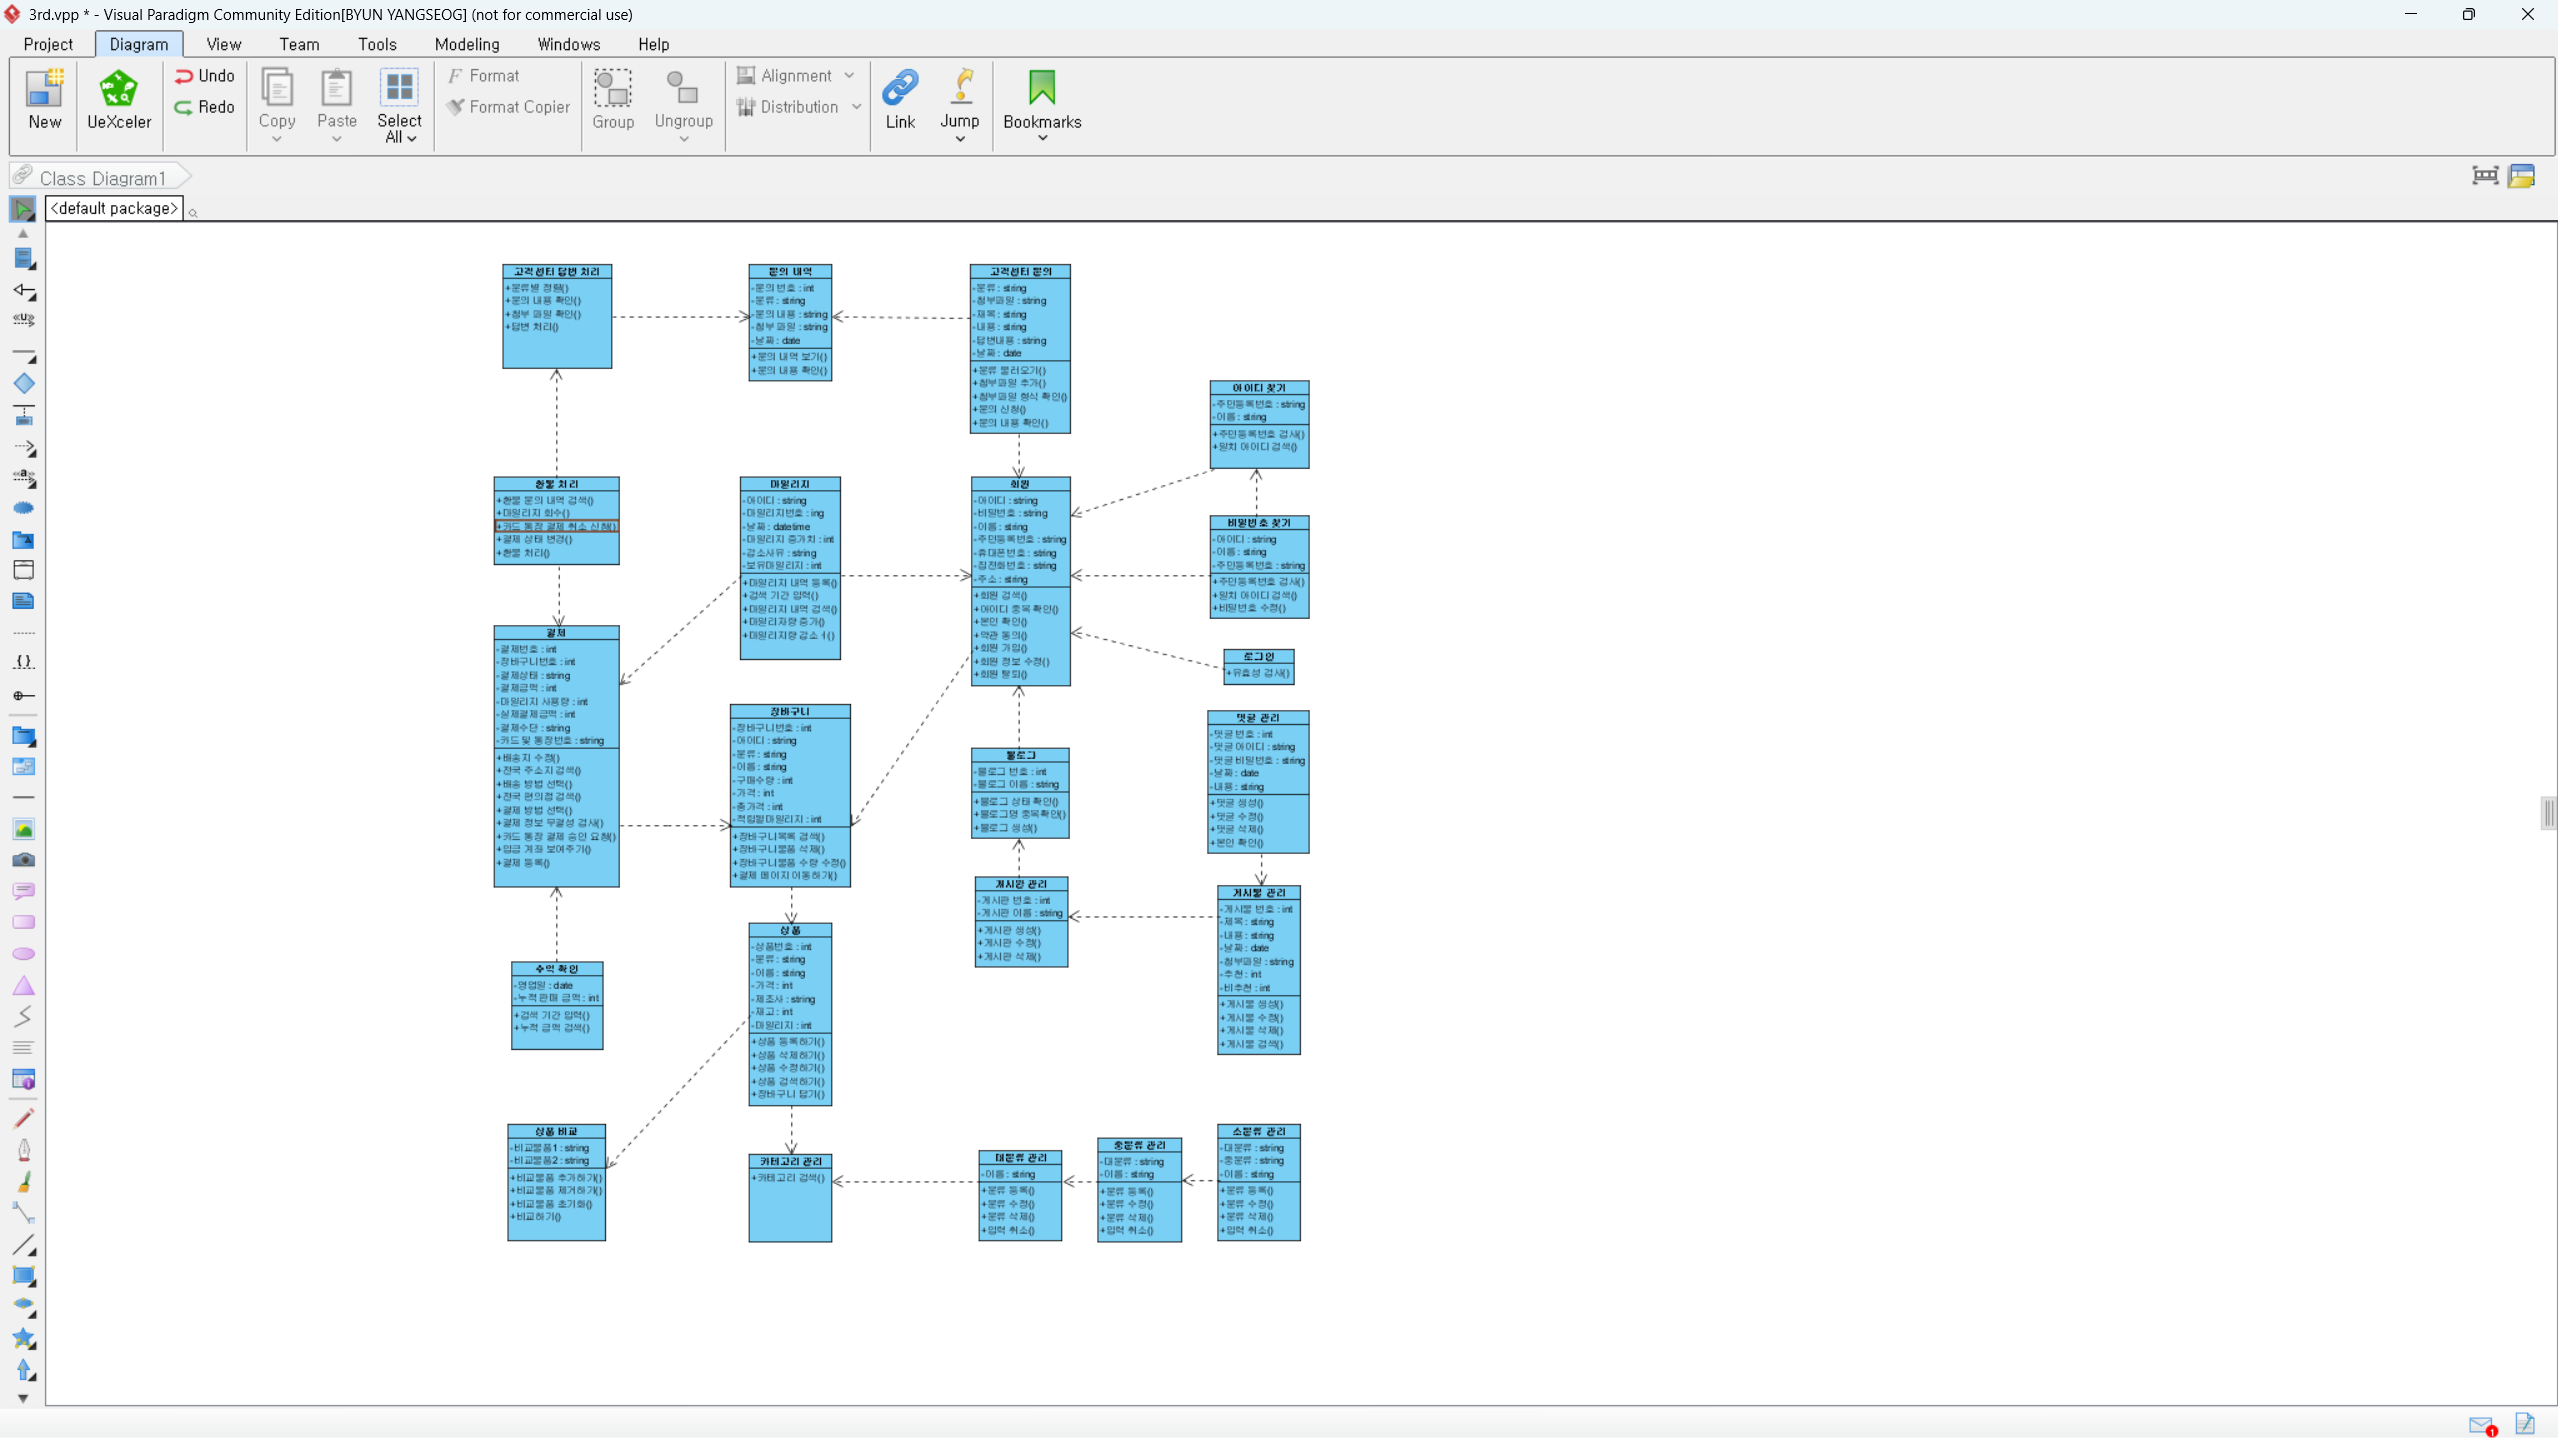 3rd.vpp * - Visual Paradigm Community Edition[BYUN YANGSEOG] (not for commercial use)
Project Diagram View Team Tools Modeling Windows Help
New
UeXceler
Undo
Redo
Copy
Paste
Select All
Format
Format Copier
Group
Ungroup
Alignment
Distribution
Link
Jump
Bookmarks
Class Diagram1
<default package>
고객센터 답변 처리
+분류별 정렬()
+문의 내용 확인()
+첨부 파일 확인()
+답변 처리()
문의 내역
-문의 번호 : int
-분류 : string
-문의 내용 : string
-첨부 파일 : string
-날짜 : date
+문의 내역 보기()
+문의 내용 확인()
고객센터 문의
-분류 : string
-첨부파일 : string
-제목 : string
-내용 : string
-답변내용 : string
-날짜 : date
+분류 불러오기()
+첨부파일 추가()
+첨부파일 형식 확인()
+문의 신청()
+문의 내용 확인()
아이디 찾기
-주민등록번호 : string
-이름 : string
+주민등록번호 검사()
+일치 아이디 검색()
환불 처리
+환불 문의 내역 검색()
+마일리지 회수()
+카드 통장 결제 취소 신청()
+결제 상태 변경()
+환불 처리()
마일리지
-아이디 : string
-마일리지번호 : ing
-날짜 : datetime
-마일리지 증가치 : int
-감소사유 : string
-보유마일리지 : int
+마일리지 내역 등록()
+검색 기간 입력()
+마일리지 내역 검색()
+마일리지량 증가()
+마일리지량 감소ㅓ()
회원
-아이디 : string
-비밀번호 : string
-이름 : string
-주민등록번호 : string
-휴대폰번호 : string
-집전화번호 : string
-주소 : string
+회원 검색()
+아이디 중복 확인()
+본인 확인()
+약관 동의()
+회원 가입()
+회원 정보 수정()
+회원 탈퇴()
비밀번호 찾기
-아이디 : string
-이름 : string
-주민등록번호 : string
+주민등록번호 검사()
+일치 아이디 검색()
+비밀번호 수정()
로그인
+유효성 검사()
결제
-결제번호 : int
-장바구니번호 : int
-결제상태 : string
-결제금액 : int
-마일리지 사용량 : int
-실제결제금액 : int
-결제수단 : string
-카드 및 통장번호 : string
+배송지 수정()
+전국 주소지 검색()
+배송 방법 선택()
+전국 편의점 검색()
+결제 방법 선택()
+결제 정보 무결성 검사()
+카드 통장 결제 승인 요청()
+입금 계좌 보여주기()
+결제 등록()
장바구니
-장바구니번호 : int
-아이디 : string
-분류 : string
-이름 : string
-구매수량 : int
-가격 : int
-총가격 : int
-적립될마일리지 : int
+장바구니목록 검색()
+장바구니물품 삭제()
+장바구니물품 수량 수정()
+결제 페이지 이동하기()
블로그
-블로그 번호 : int
-블로그 이름 : string
+블로그 상태 확인()
+블로그명 중복확인()
+블로그 생성()
댓글 관리
-댓글 번호 : int
-댓글 아이디 : string
-댓글 비밀번호 : string
-날짜 : date
-내용 : string
+댓글 생성()
+댓글 수정()
+댓글 삭제()
+본인 확인()
게시판 관리
-게시판 번호 : int
-게시판 이름 : string
+게시판 생성()
+게시판 수정()
+게시판 삭제()
게시물 관리
-게시물 번호 : int
-제목 : string
-내용 : string
-날짜 : date
-첨부파일 : string
-추천 : int
-비추천 : int
+게시물 생성()
+게시물 수정()
+게시물 삭제()
+게시물 검색()
수익 확인
-영업일 : date
-누적 판매 금액 : int
+검색 기간 입력()
+누적 금액 검색()
상품
-상품번호 : int
-분류 : string
-이름 : string
-가격 : int
-제조사 : string
-재고 : int
-마일리지 : int
+상품 등록하기()
+상품 삭제하기()
+상품 수정하기()
+상품 검색하기()
+장바구니 담기()
상품 비교
-비교물품1 : string
-비교물품2 : string
+비교물품 추가하기()
+비교물품 제거하기()
+비교물품 초기화()
+비교하기()
카테고리 관리
+카테고리 검색()
대분류 관리
-이름 : string
+분류 등록()
+분류 수정()
+분류 삭제()
+입력 취소()
중분류 관리
-대분류 : string
-이름 : string
+분류 등록()
+분류 수정()
+분류 삭제()
+입력 취소()
소분류 관리
-대분류 : string
-중분류 : string
-이름 : string
+분류 등록()
+분류 수정()
+분류 삭제()
+입력 취소()
1